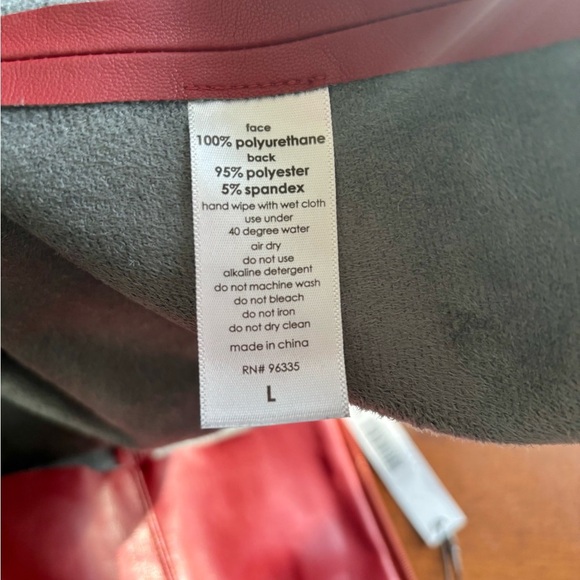 face
100% polyurethane
back
95% polyester
5% spandex
hand wipe with wet cloth
use under
40 degree water
air dry
do not use
alkaline detergent
do not machine wash
do not bleach
do not iron
do not dry clean
made in china
RN# 96335
L